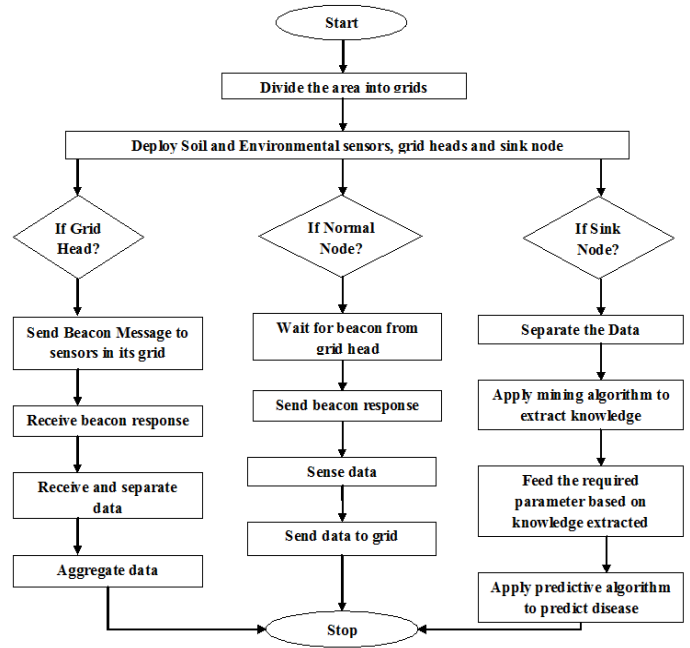 Start
Divide the area into grids
Deploy Soil and Environmental sensors, grid heads and sink node
If Grid
Head?
Send Beacon Message to
sensors in its grid
Receive beacon response
Receive and separate
data
Aggregate data
If Normal
Node?
Wait for beacon from
grid head
Send beacon response
Sense data
Send data to grid
If Sink
Node?
Separate the Data
Apply mining algorithm to
extract knowledge
Feed the required
parameter based on
knowledge extracted
Apply predictive algorithm
to predict disease
Stop